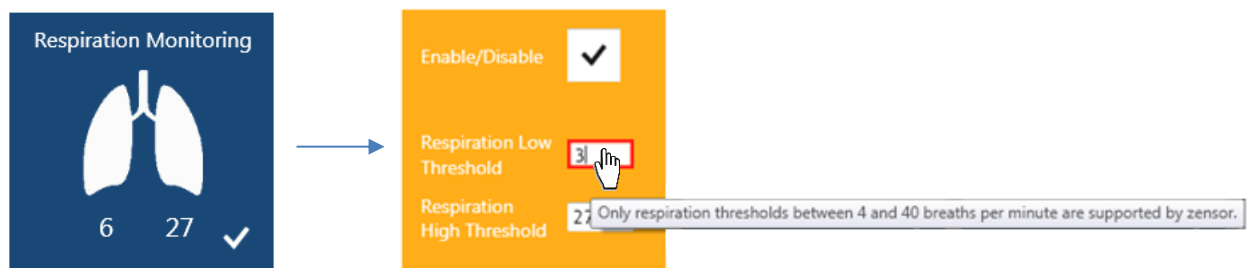 Respiration Monitoring
6 27
Enable/Disable
Respiration Low
Threshold
3
Respiration
High Threshold
27
Only respiration thresholds between 4 and 40 breaths per minute are supported by zensor.